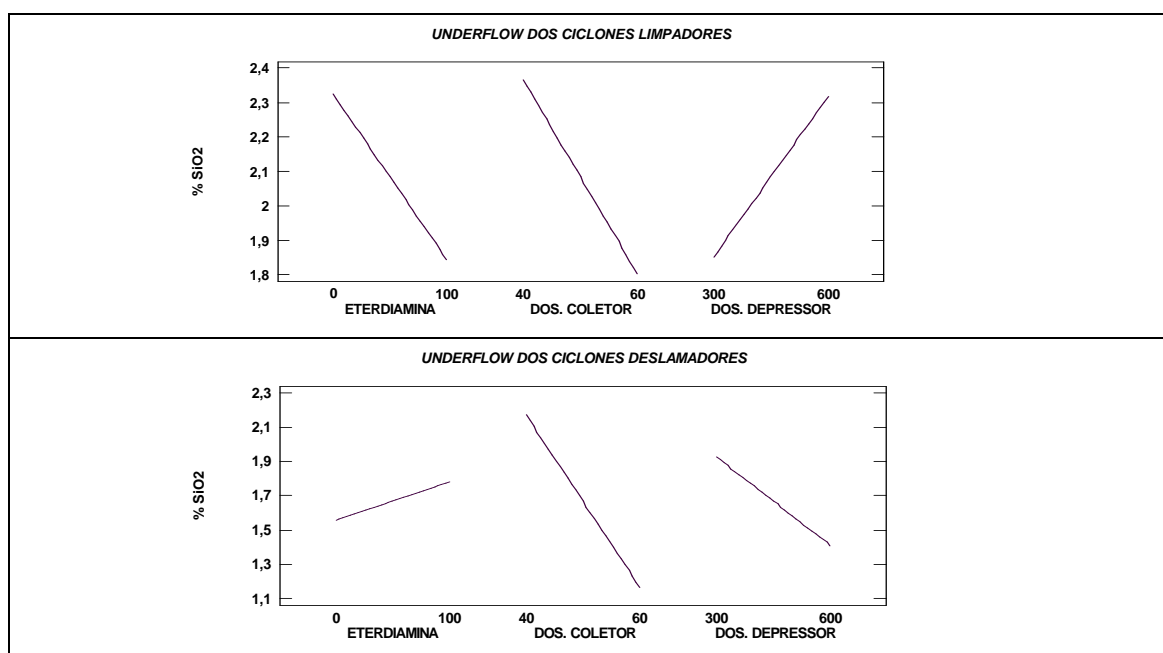 UNDERFLOW DOS CICLONES LIMPADORES
2,4
2,3
2,2
2,1
2
1,9
1,8
% SiO2
0 100 40 60 300 600
ETERDIAMINA DOS. COLETOR DOS. DEPRESSOR
UNDERFLOW DOS CICLONES DESLAMADORES
2,3
2,1
1,9
1,7
1,5
1,3
1,1
% SiO2
0 100 40 60 300 600
ETERDIAMINA DOS. COLETOR DOS. DEPRESSOR